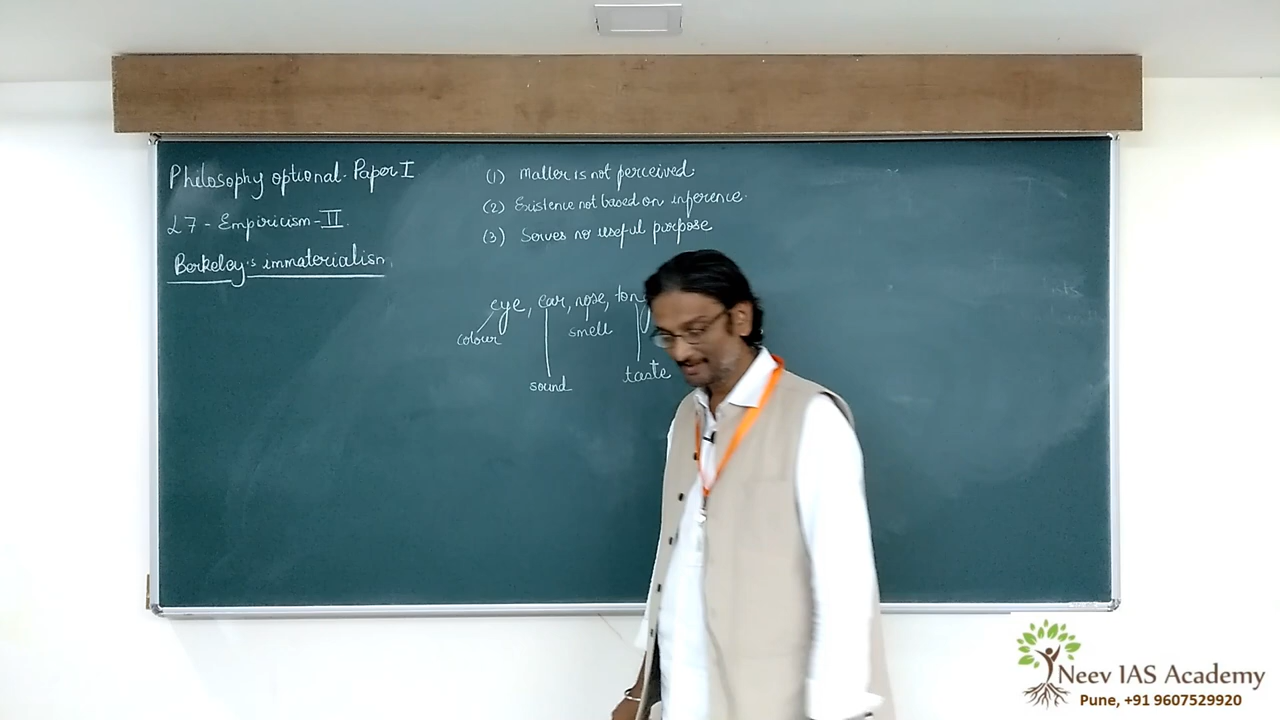 Philosophy optional. Paper I
L7 - Empiricism - II
Berkeley's immaterialism
(1) Matter is not perceived.
(2) Existence not based on inference.
(3) Serves no useful purpose
eye, ear, nose, ton
colour
smell
sound
taste
Neev IAS Academy
Pune, +91 9607529920